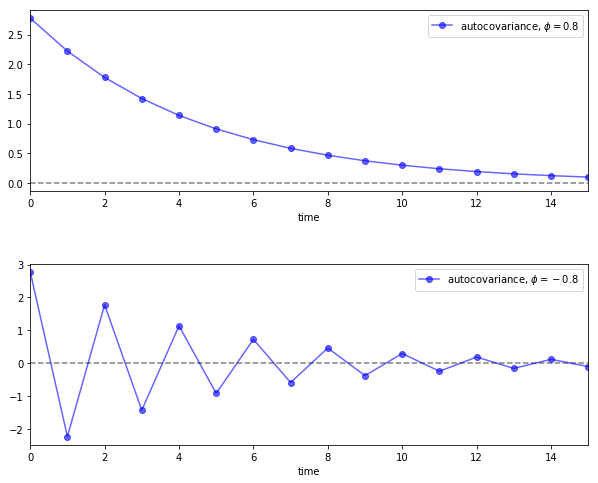 autocovariance, ϕ = 0.8
2.5
2.0
1.5
1.0
0.5
0.0
0 2 4 6 8 10 12 14
time
autocovariance, ϕ = −0.8
3
2
1
0
−1
−2
0 2 4 6 8 10 12 14
time